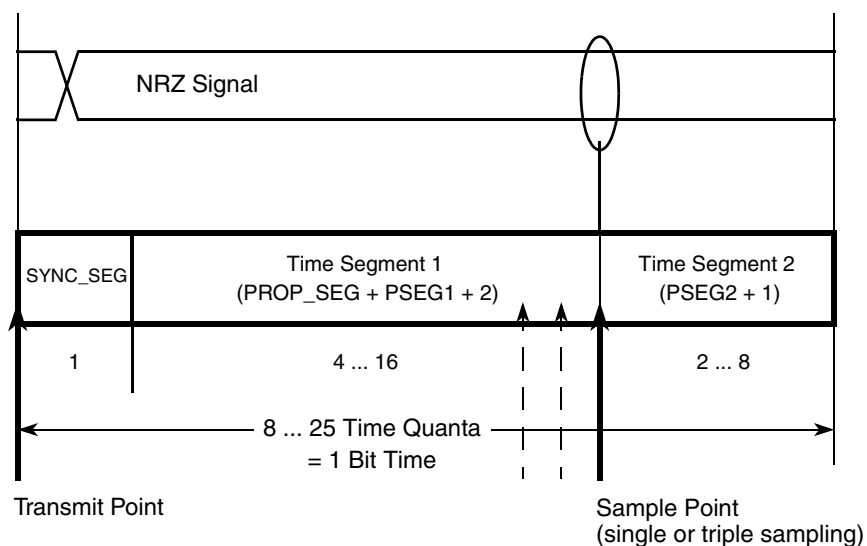 NRZ Signal
SYNC_SEG
Time Segment 1
(PROP_SEG + PSEG1 + 2)
Time Segment 2
(PSEG2 + 1)
1
4 ... 16
2 ... 8
8 ... 25 Time Quanta
= 1 Bit Time
Transmit Point
Sample Point
(single or triple sampling)